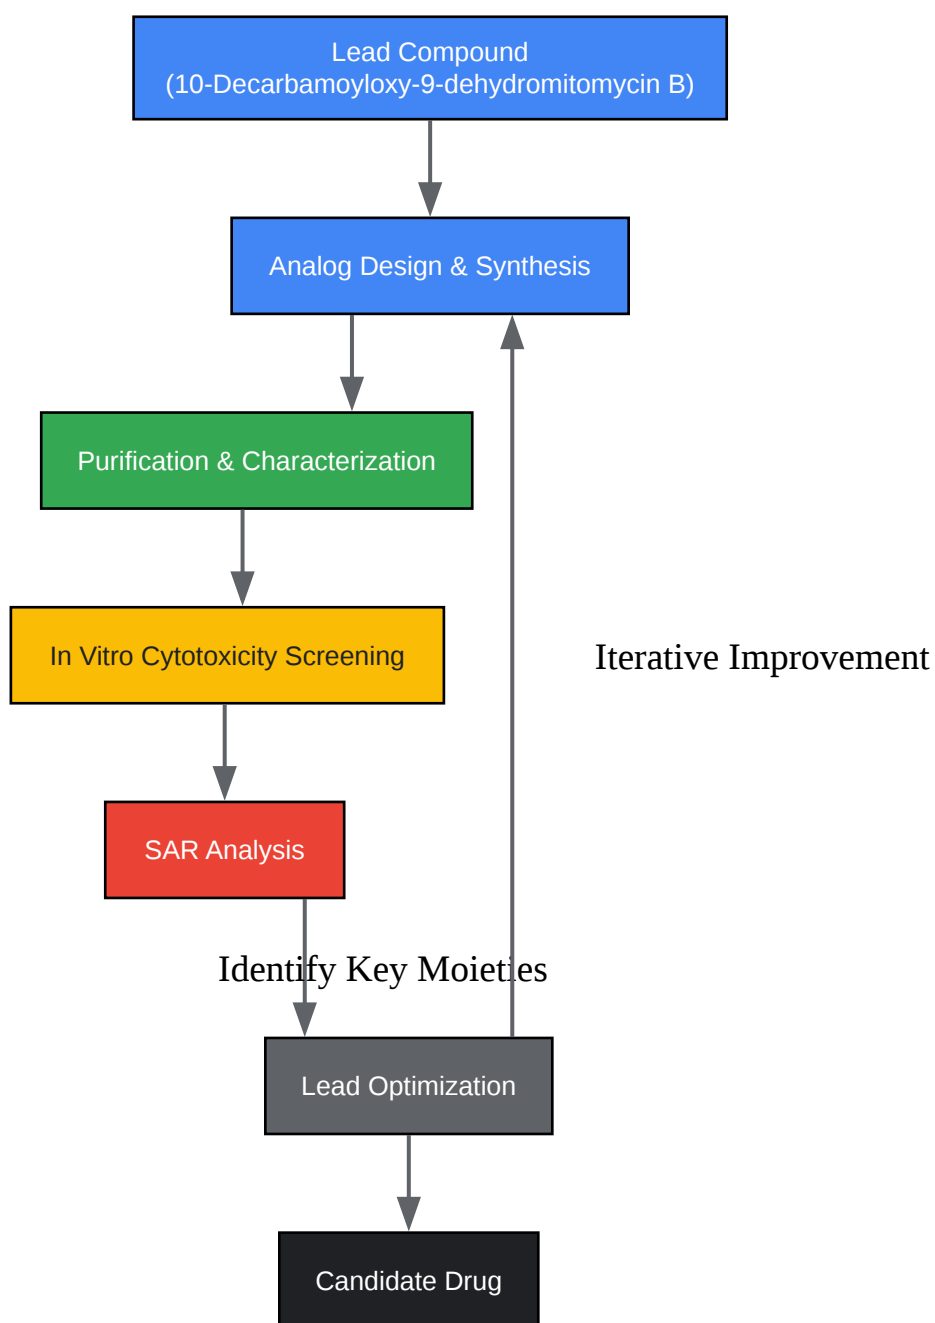 Lead Compound
(10-Decarbamoyloxy-9-dehydromitomycin B)
Analog Design & Synthesis
Purification & Characterization
In Vitro Cytotoxicity Screening
Iterative Improvement
SAR Analysis
Identify Key Moieties
Lead Optimization
Candidate Drug